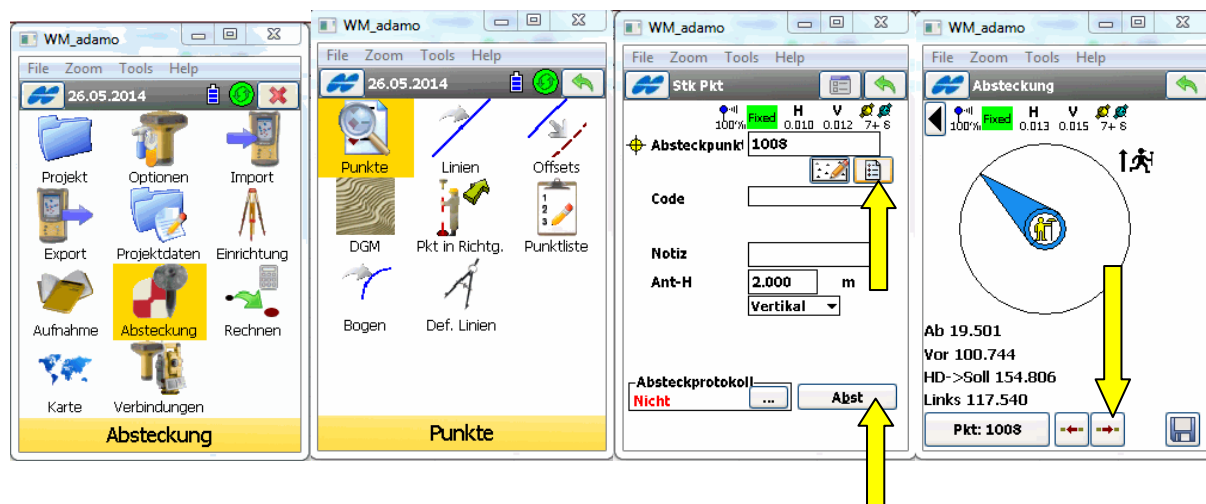 WM_adamo
File Zoom Tools Help
26.05.2014
Projekt Optionen Import
Export Projektdaten Einrichtung
Aufnahme Absteckung Rechnen
Karte Verbindungen
Absteckung
WM_adamo
File Zoom Tools Help
26.05.2014
Punkte Linien Offsets
DGM Pkt in Richtg. Punktliste
Bogen Def. Linien
Punkte
WM_adamo
File Zoom Tools Help
Stk Pkt
100% Fixed H 0.010 V 0.012 7+ 8
Absteckpunkt 1008
Code
Notiz
Ant-H 2.000 m
Vertikal
Absteckprotokoll
Nicht ... Abst
WM_adamo
File Zoom Tools Help
Absteckung
100% Fixed H 0.013 V 0.015 7+ 8
Ab 19.501
Vor 100.744
HD->Soll 154.806
Links 117.540
Pkt: 1008